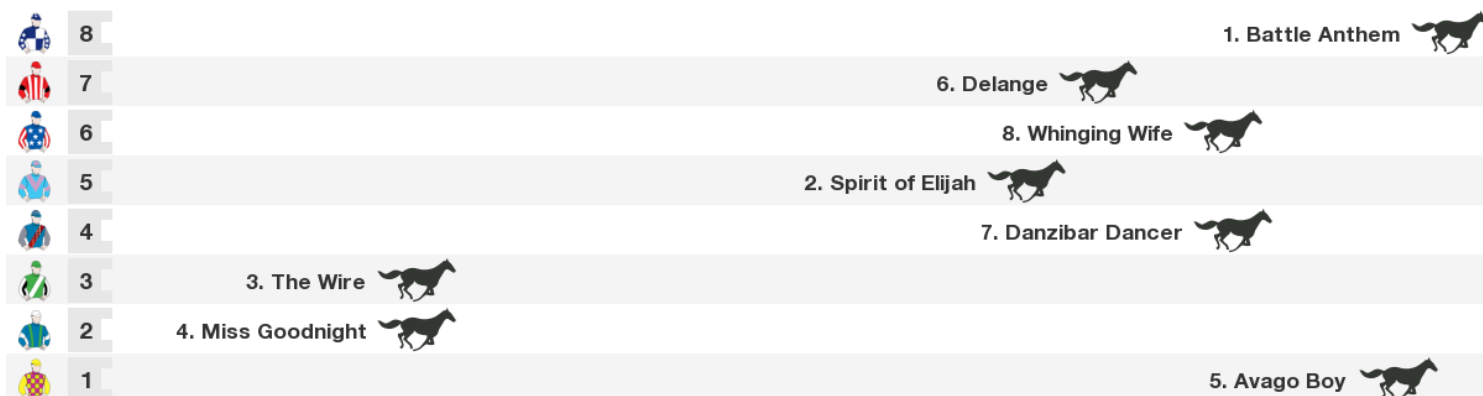 8 1. Battle Anthem
7 6. Delange
6 8. Whinging Wife
5 2. Spirit of Elijah
4 7. Danzibar Dancer
3 3. The Wire
2 4. Miss Goodnight
1 5. Avago Boy